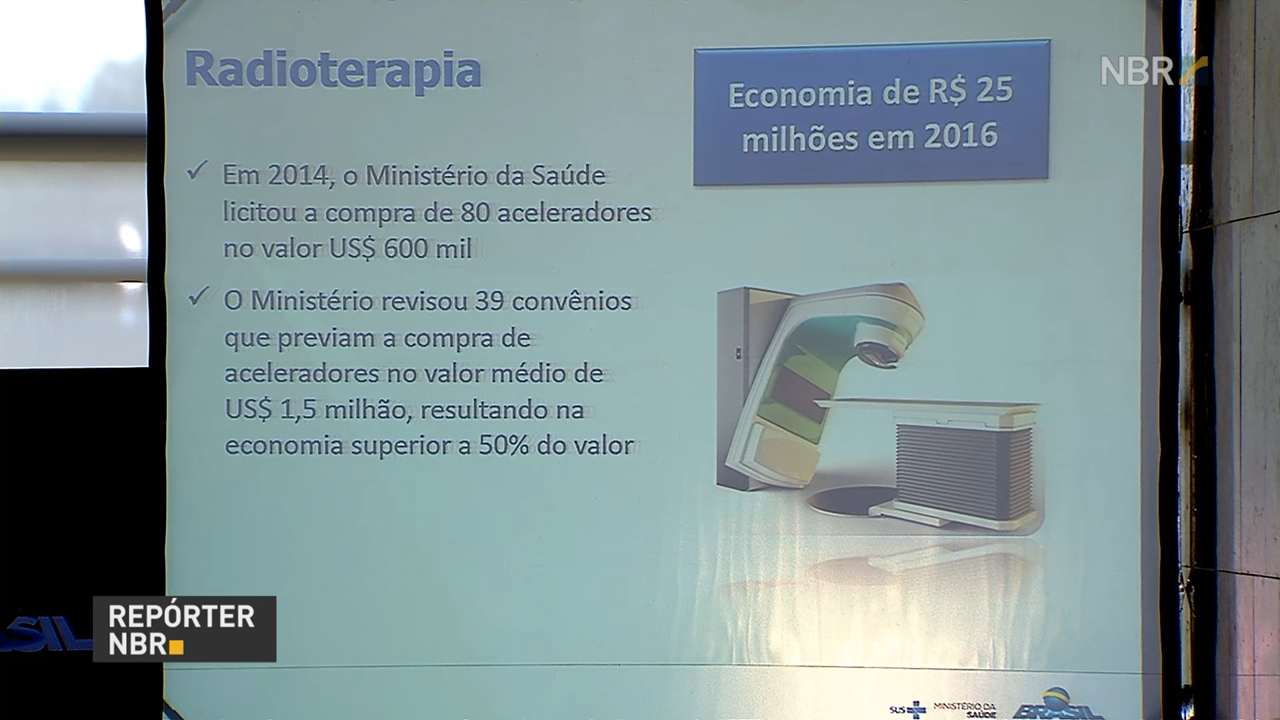 Radioterapia
Economia de R$ 25
milhões em 2016
NBR
Em 2014, o Ministério da Saúde
licitou a compra de 80 aceleradores
no valor US$ 600 mil
O Ministério revisou 39 convênios
que previam a compra de
aceleradores no valor médio de
US$ 1,5 milhão, resultando na
economia superior a 50% do valor
REPÓRTER
NBR
SUS
MINISTÉRIO DA
SAÚDE
BRASIL